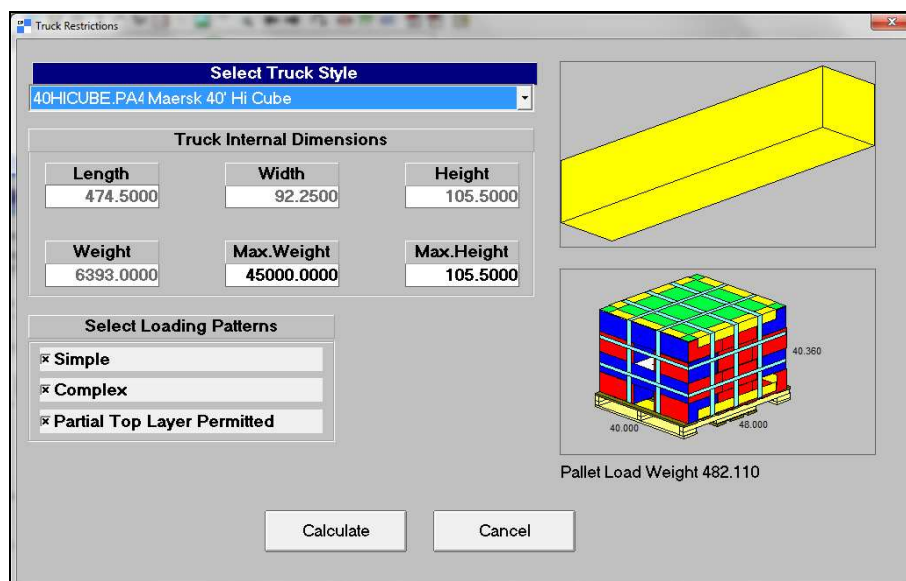 Truck Restrictions
Select Truck Style
40HICUBE.PA4 Maersk 40' Hi Cube
Truck Internal Dimensions
Length Width Height
474.5000 92.2500 105.5000
Weight Max.Weight Max.Height
6393.0000 45000.0000 105.5000
Select Loading Patterns
Simple
Complex
Partial Top Layer Permitted
40.360
40.000 48.000
Pallet Load Weight 482.110
Calculate Cancel